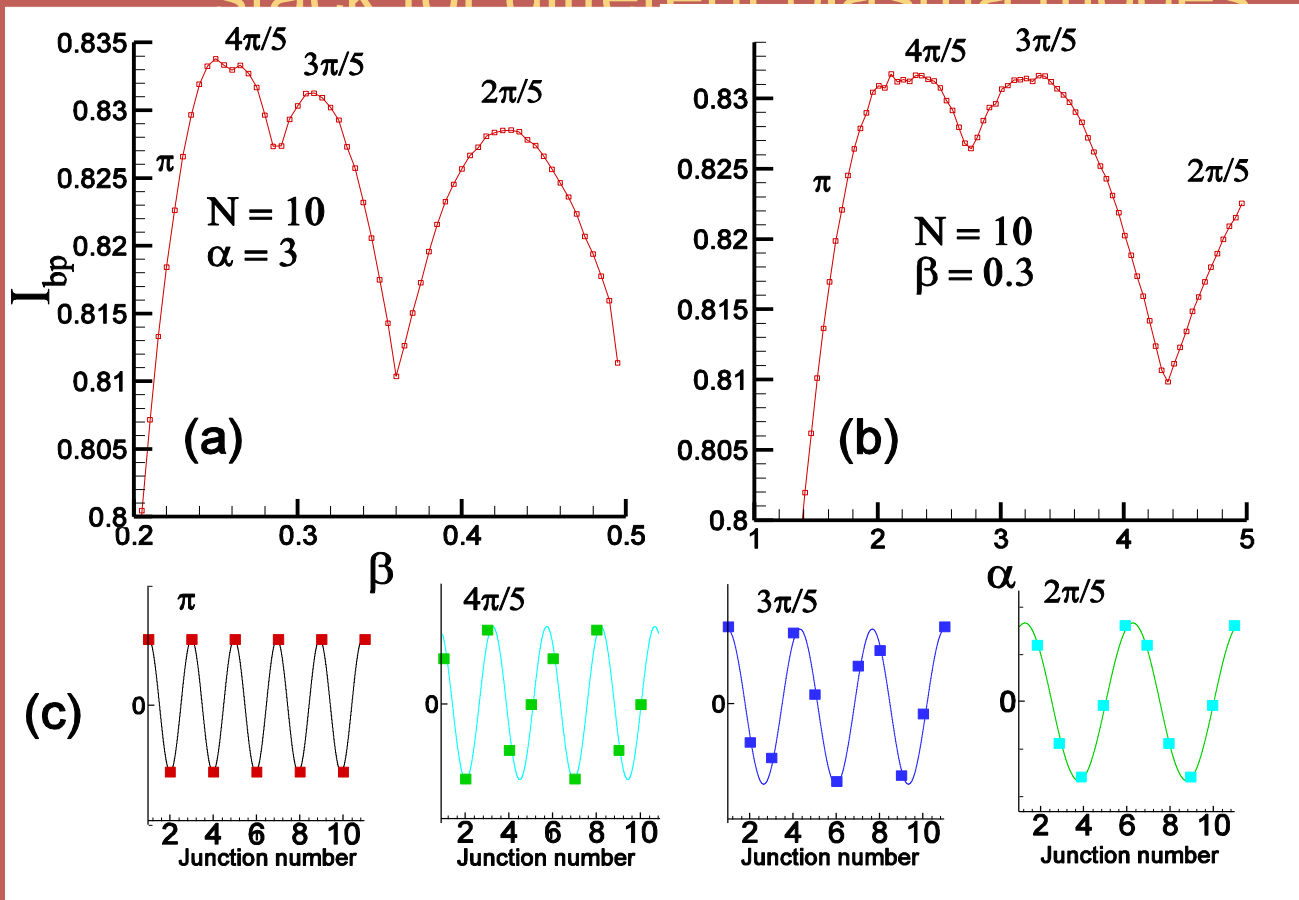 stack for different plasma modes
0.835
0.83
0.825
0.82
0.815
0.81
0.805
0.8
I_bp
0.2 0.3 0.4 0.5
β
π
4π/5
3π/5
2π/5
N = 10
α = 3
(a)
0.83
0.825
0.82
0.815
0.81
0.805
0.8
1 2 3 4 5
α
π
4π/5
3π/5
2π/5
N = 10
β = 0.3
(b)
(c)
π
0
2 4 6 8 10
Junction number
4π/5
0
2 4 6 8 10
Junction number
3π/5
0
2 4 6 8 10
Junction number
2π/5
0
2 4 6 8 10
Junction number